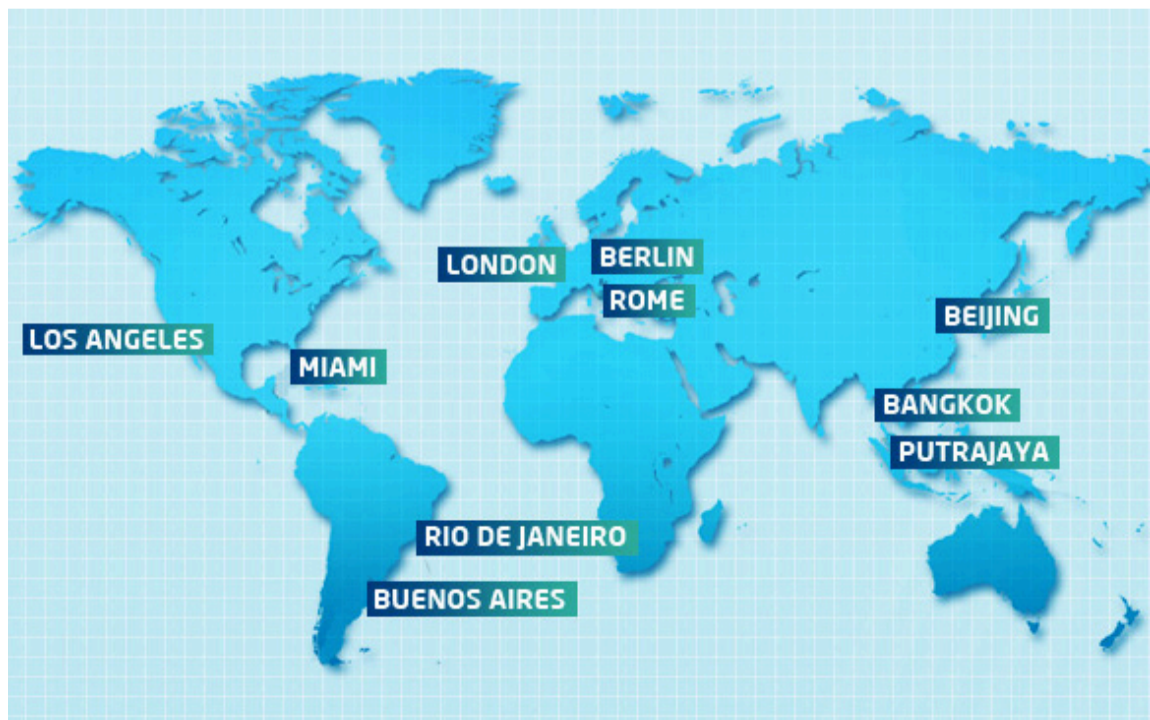 LONDON
BERLIN
ROME
LOS ANGELES
MIAMI
BEIJING
BANGKOK
PUTRAJAYA
RIO DE JANEIRO
BUENOS AIRES